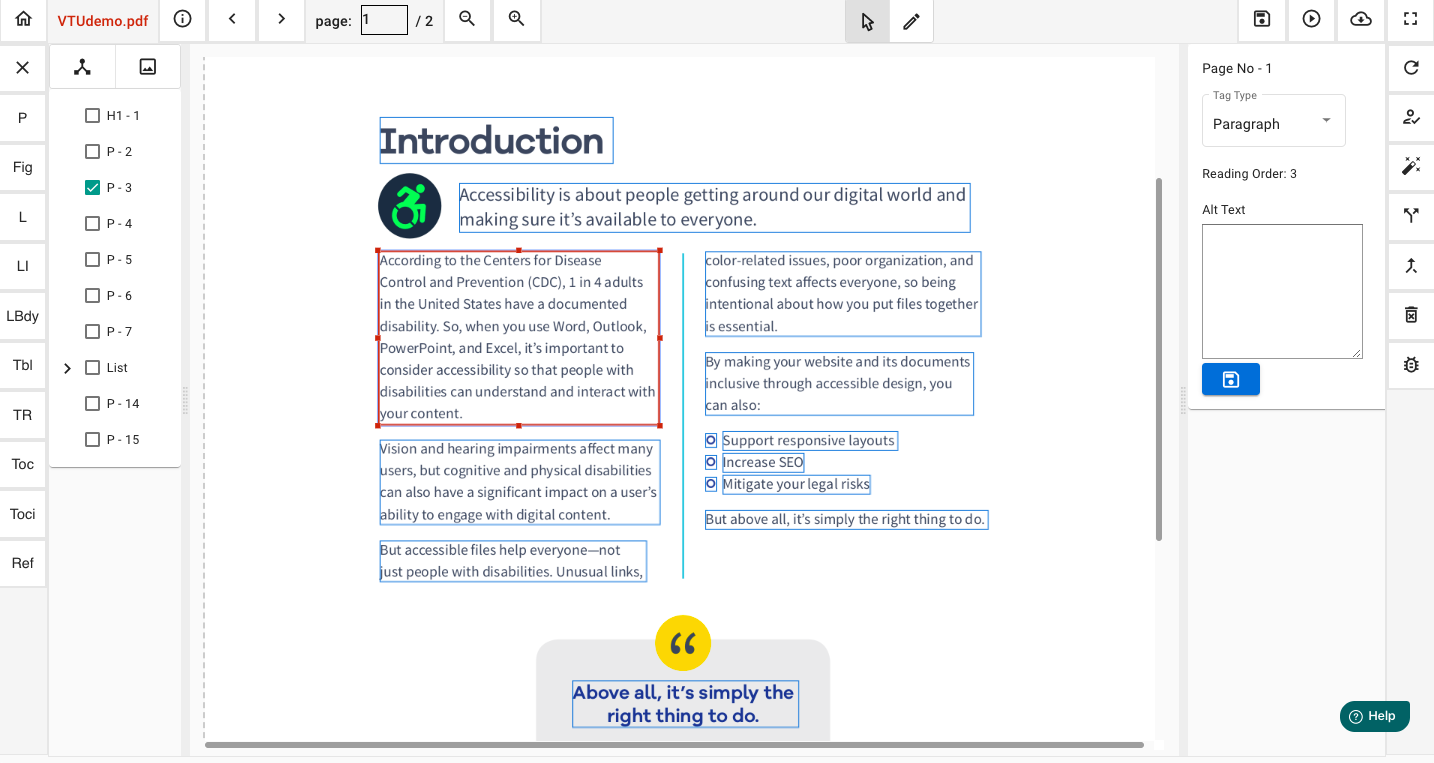 VTUdemo.pdf
page: 1 / 2
P
Fig
L
LI
LBdy
Tbl
TR
Toc
Toci
Ref
H1 - 1
P - 2
P - 3
P - 4
P - 5
P - 6
P - 7
List
P - 14
P - 15
Introduction
Accessibility is about people getting around our digital world and
making sure it’s available to everyone.
According to the Centers for Disease
Control and Prevention (CDC), 1 in 4 adults
in the United States have a documented
disability. So, when you use Word, Outlook,
PowerPoint, and Excel, it’s important to
consider accessibility so that people with
disabilities can understand and interact with
your content.
Vision and hearing impairments affect many
users, but cognitive and physical disabilities
can also have a significant impact on a user’s
ability to engage with digital content.
But accessible files help everyone—not
just people with disabilities. Unusual links,
color-related issues, poor organization, and
confusing text affects everyone, so being
intentional about how you put files together
is essential.
By making your website and its documents
inclusive through accessible design, you
can also:
Support responsive layouts
Increase SEO
Mitigate your legal risks
But above all, it’s simply the right thing to do.
“
Above all, it’s simply the
right thing to do.
Page No - 1
Tag Type
Paragraph
Reading Order: 3
Alt Text
Help